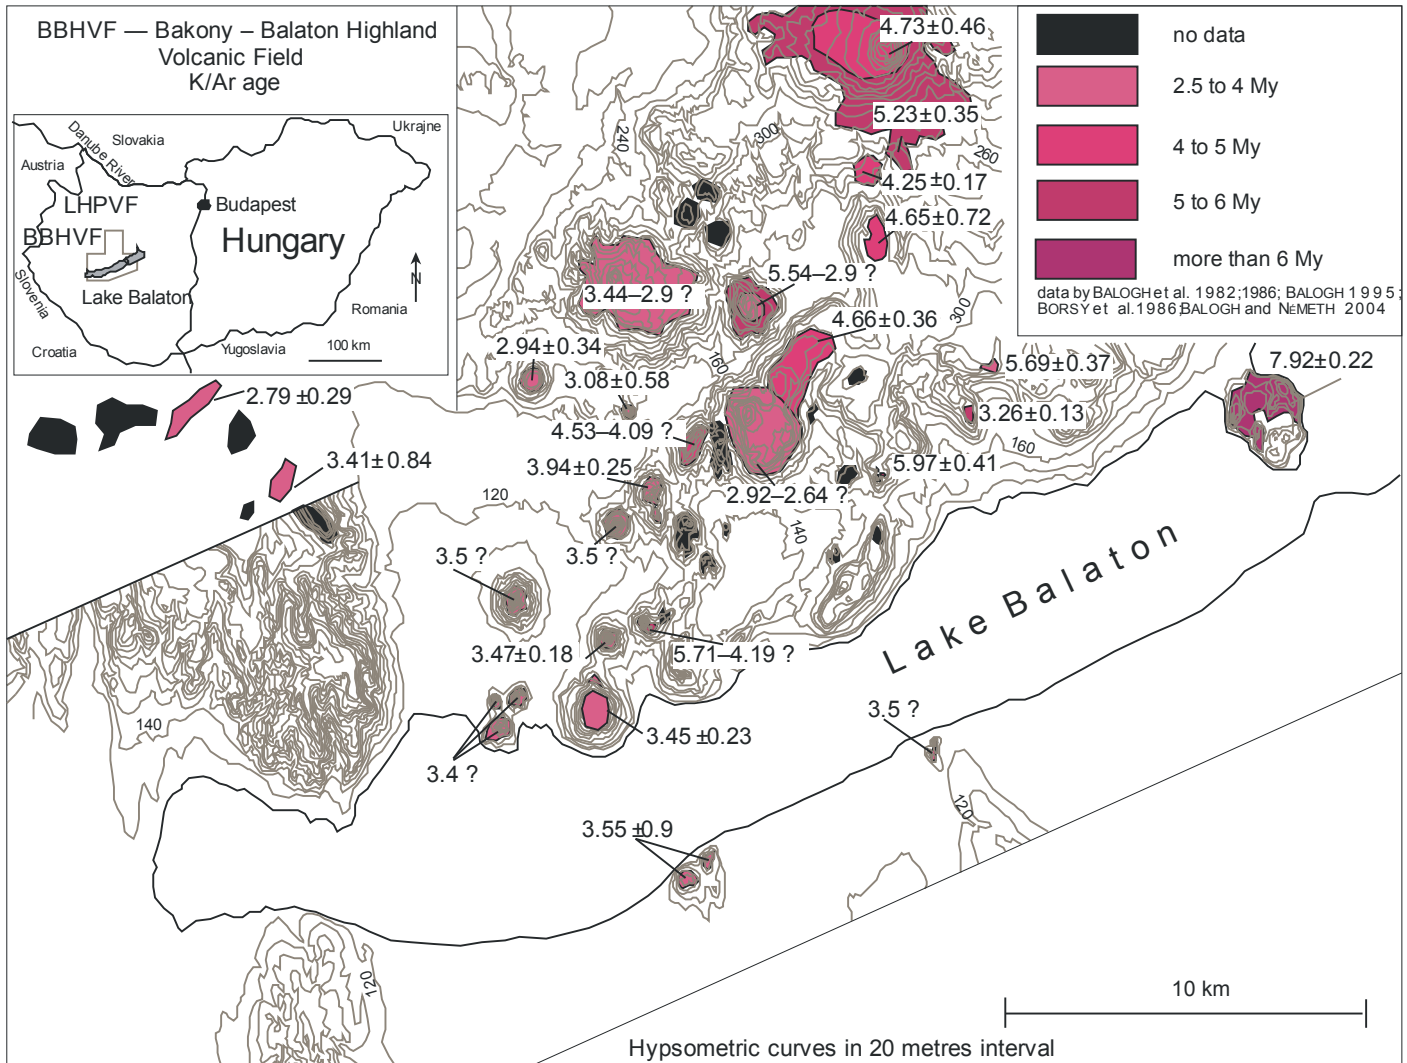 BBHVF — Bakony – Balaton Highland
Volcanic Field
K/Ar age
Ukrajne
Danube River
Slovakia
Austria
LHPVF
Budapest
BBHVF
Hungary
N
Lake Balaton
Slovenia
Romania
Croatia
Yugoslavia
100 km
no data
2.5 to 4 My
4 to 5 My
5 to 6 My
more than 6 My
data by BALOGH et al. 1982;1986; BALOGH 1995;
BORSY et al.1986;BALOGH and NÉMETH 2004
4.73±0.46
5.23±0.35
240
300
260
4.25±0.17
4.65±0.72
5.54–2.9 ?
3.44–2.9 ?
4.66±0.36
300
2.94±0.34
160
5.69±0.37
7.92±0.22
3.08±0.58
2.79 ±0.29
3.26±0.13
4.53–4.09 ?
160
3.41±0.84
3.94±0.25
5.97±0.41
2.92–2.64 ?
120
140
3.5 ?
3.5 ?
Lake Balaton
3.47±0.18
5.71–4.19 ?
140
3.5 ?
3.45 ±0.23
3.4 ?
120
3.55 ±0.9
120
10 km
Hypsometric curves in 20 metres interval